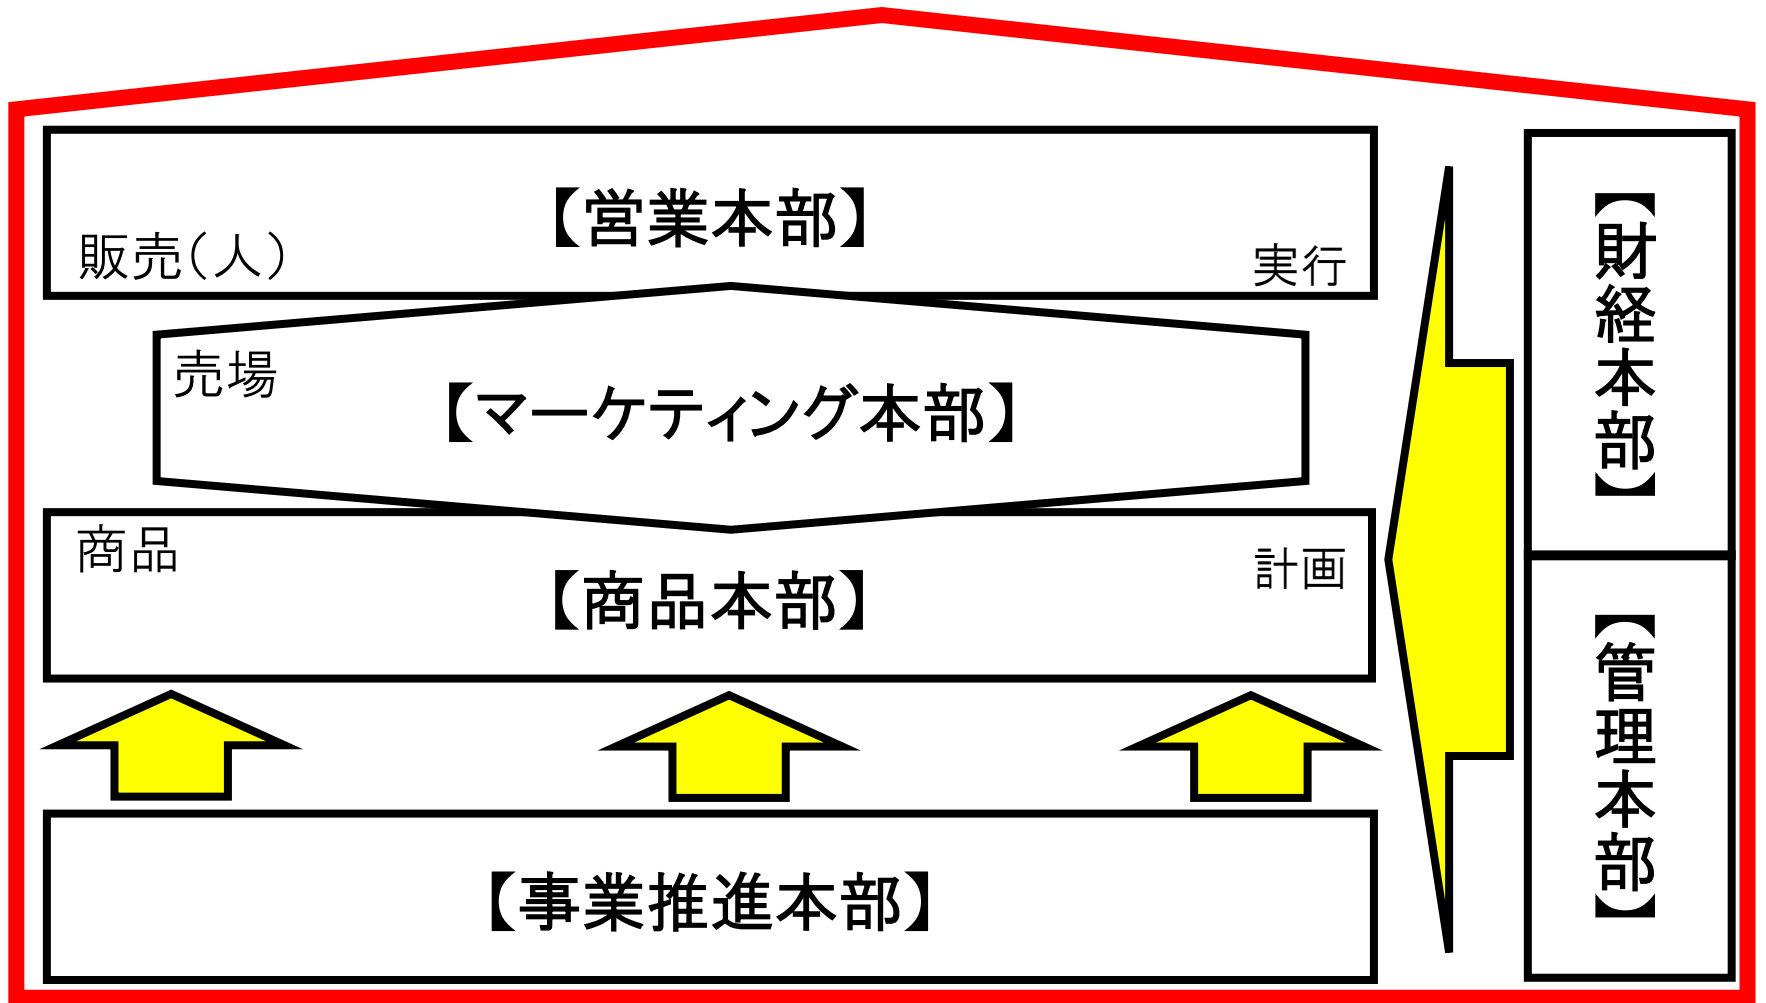 【営業本部】
販売(人)
実行
売場
【マーケティング本部】
商品
計画
【商品本部】
【事業推進本部】
【財経本部】
【管理本部】